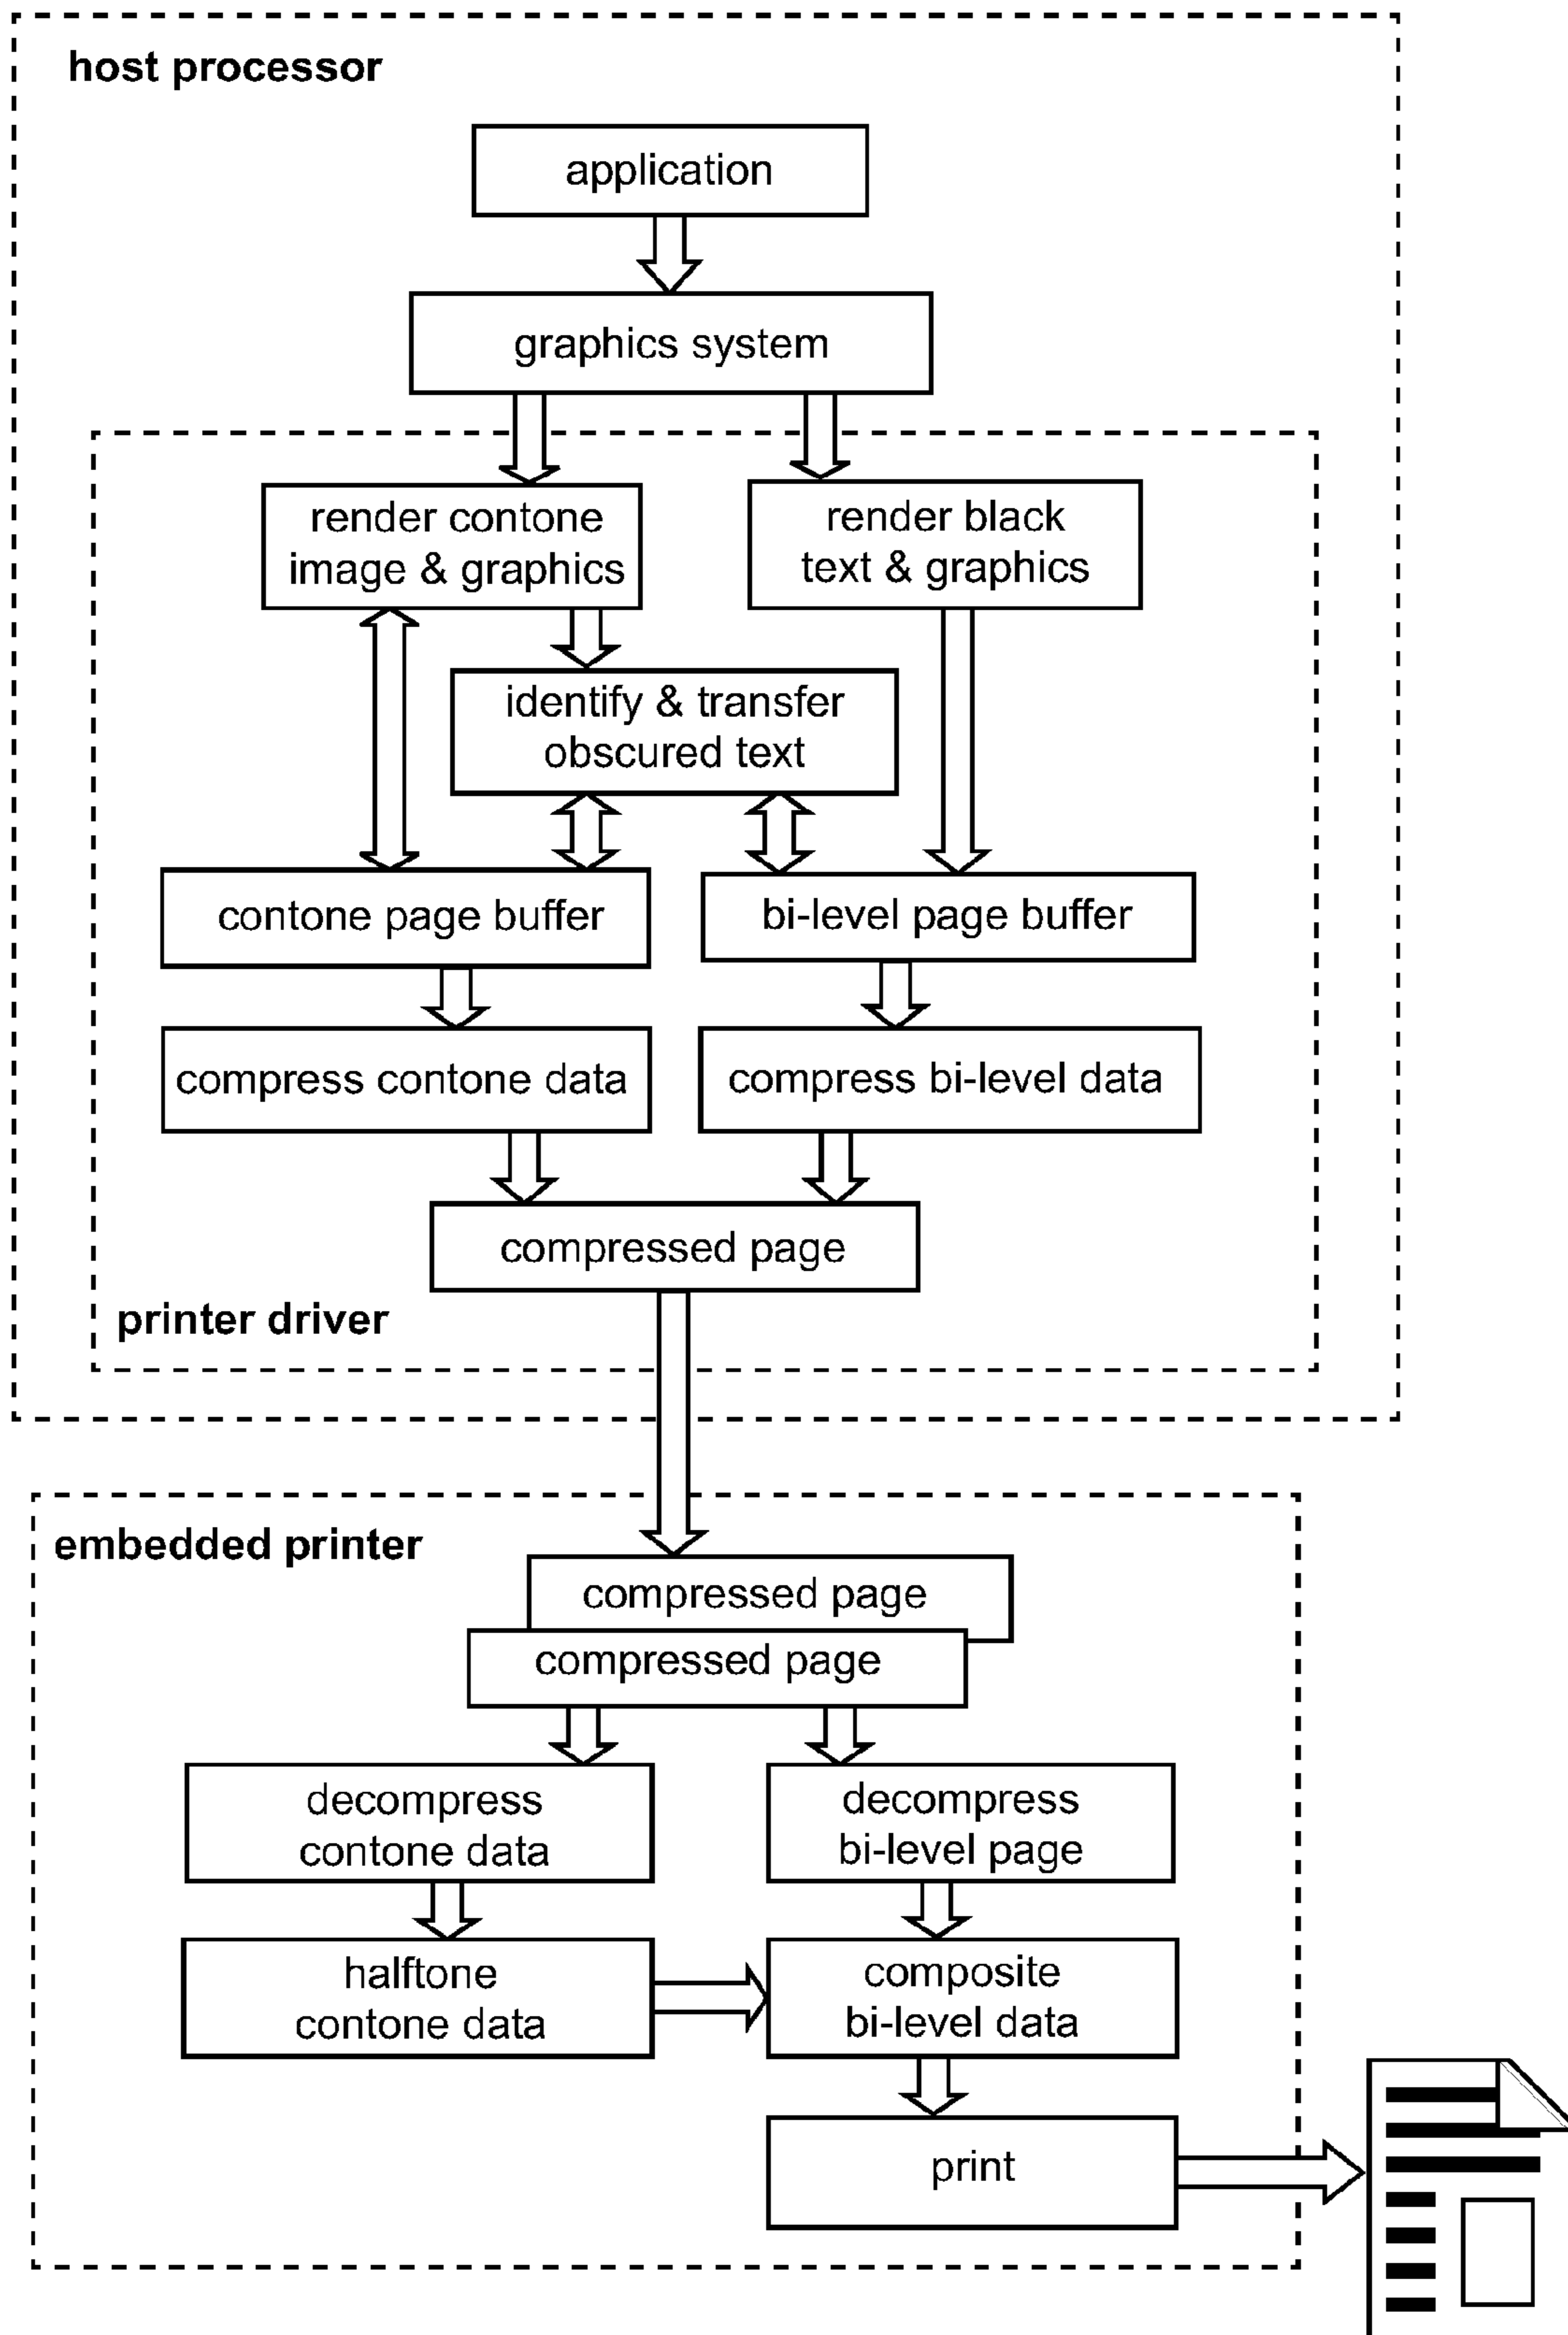 host processor
application
graphics system
render contone
image & graphics
render black
text & graphics
identify & transfer
obscured text
contone page buffer
bi-level page buffer
compress contone data
compress bi-level data
compressed page
printer driver
embedded printer
compressed page
compressed page
decompress
contone data
decompress
bi-level page
halftone
contone data
composite
bi-level data
print